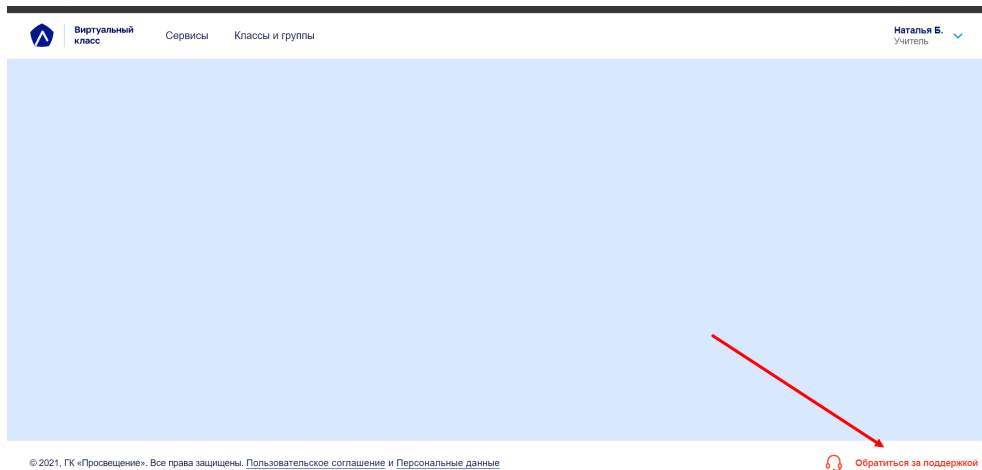 Виртуальный
класс
Сервисы
Классы и группы
Наталья Б.
Учитель
© 2021, ГК «Просвещение». Все права защищены. Пользовательское соглашение и Персональные данные
Обратиться за поддержкой